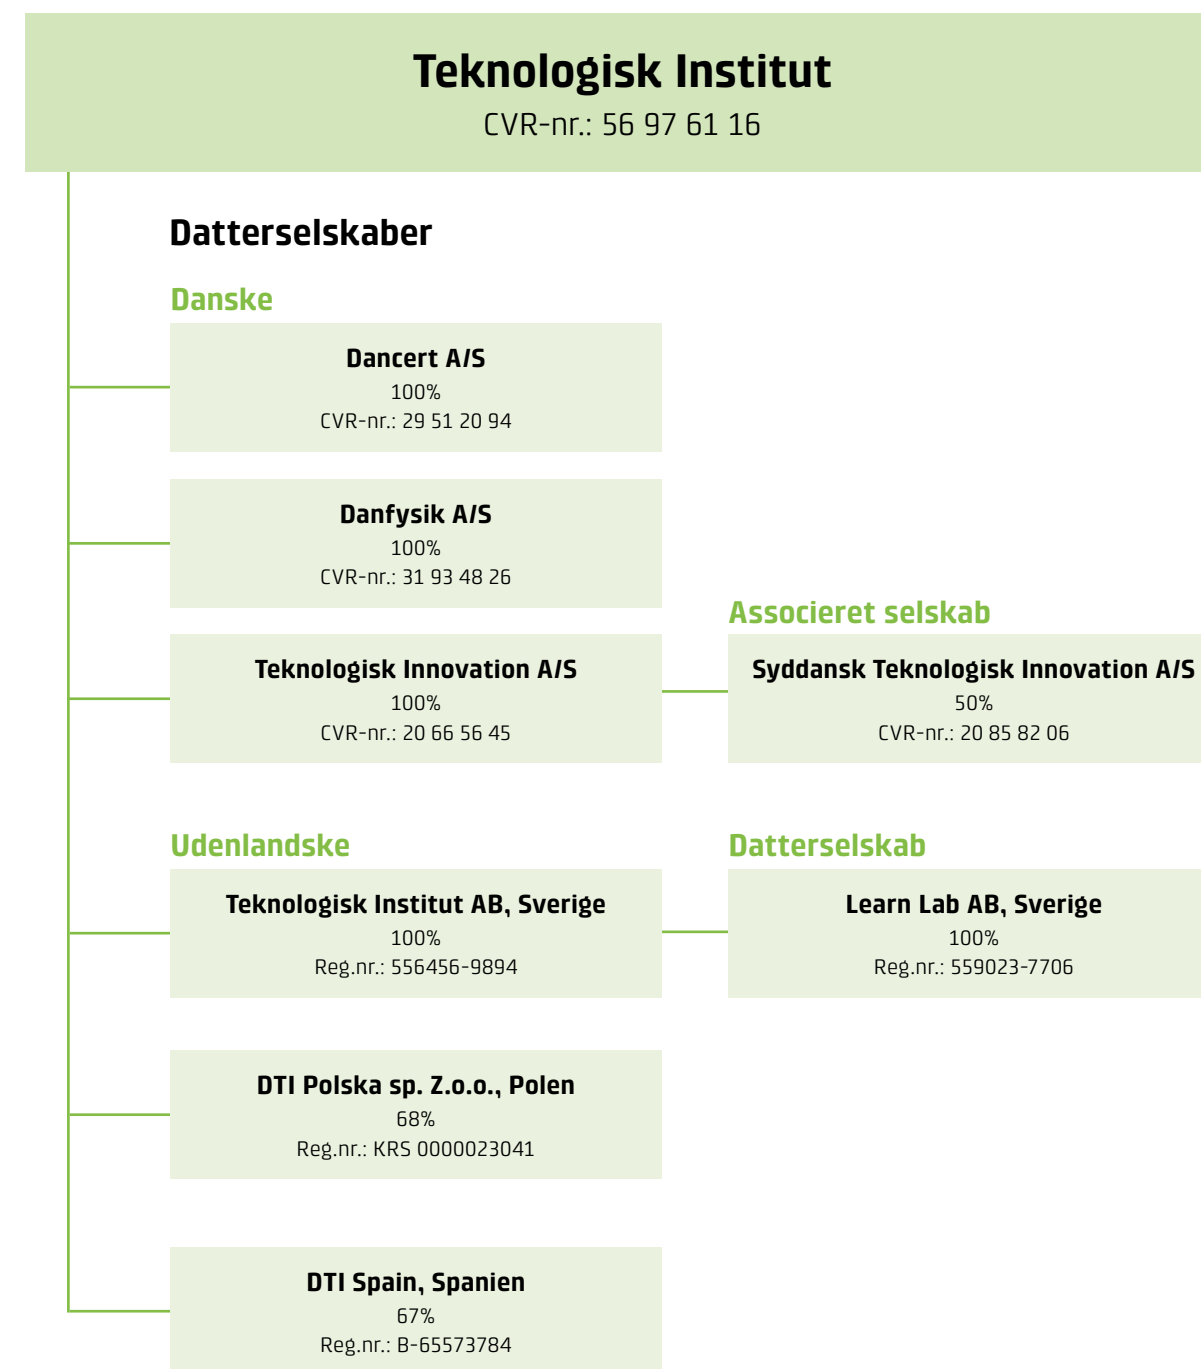 Teknologisk Institut
CVR-nr.: 56 97 61 16
Datterselskaber
Danske
Dancert A/S
100%
CVR-nr.: 29 51 20 94
Danfysik A/S
100%
CVR-nr.: 31 93 48 26
Teknologisk Innovation A/S
100%
CVR-nr.: 20 66 56 45
Associeret selskab
Syddansk Teknologisk Innovation A/S
50%
CVR-nr.: 20 85 82 06
Udenlandske
Teknologisk Institut AB, Sverige
100%
Reg.nr.: 556456-9894
Datterselskab
Learn Lab AB, Sverige
100%
Reg.nr.: 559023-7706
DTI Polska sp. Z.o.o., Polen
68%
Reg.nr.: KRS 0000023041
DTI Spain, Spanien
67%
Reg.nr.: B-65573784